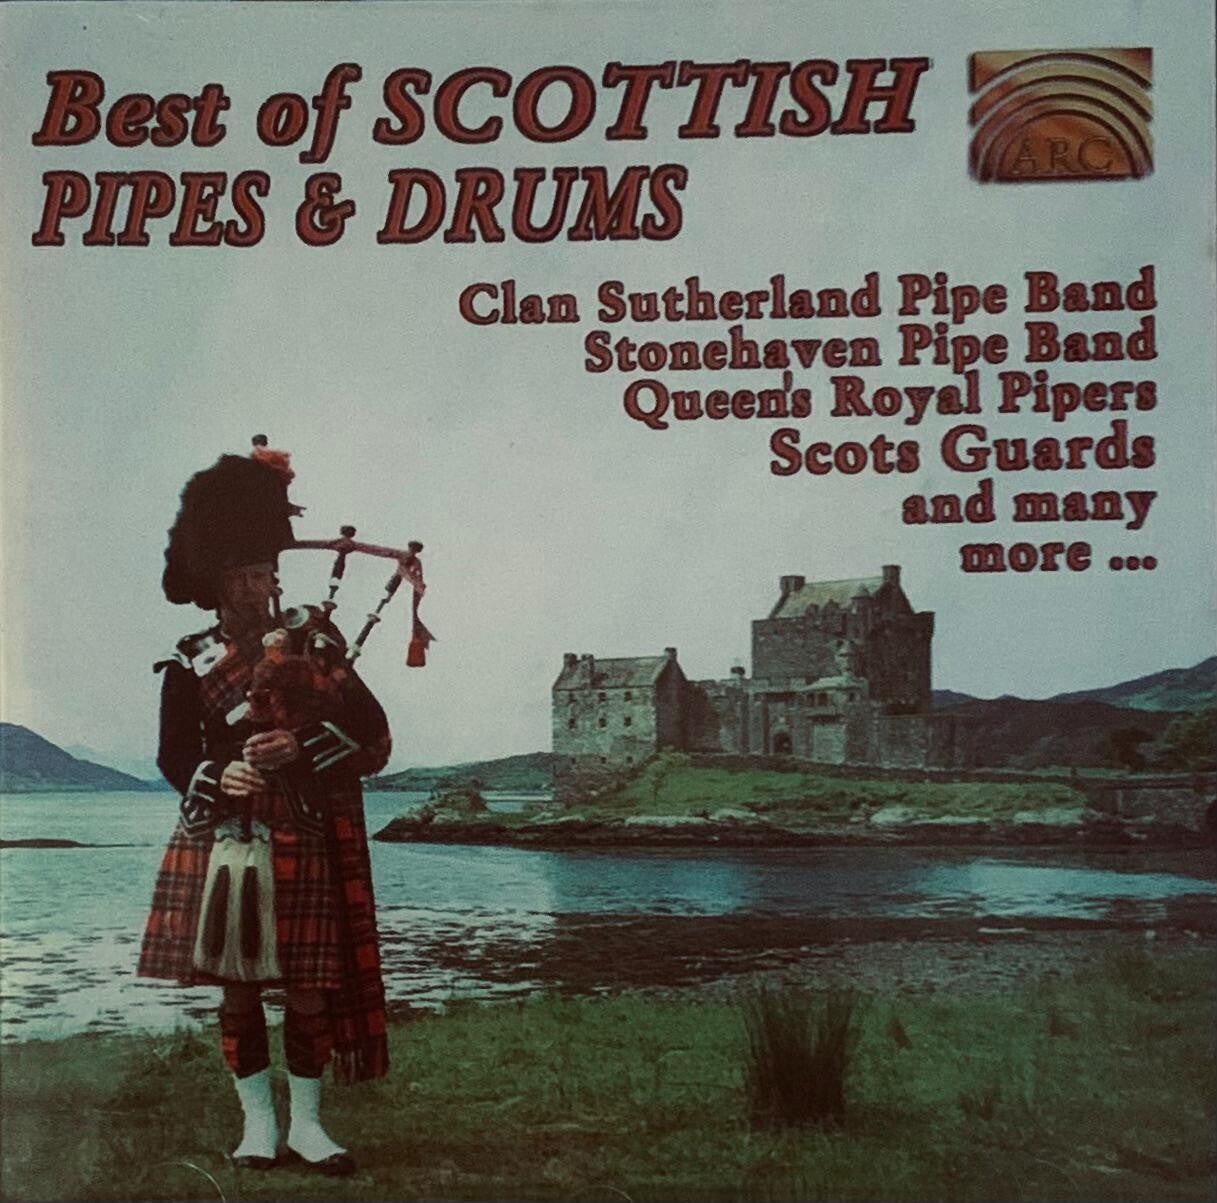 Best of SCOTTISH
PIPES & DRUMS
ARC
Clan Sutherland Pipe Band
Stonehaven Pipe Band
Queen's Royal Pipers
Scots Guards
and many
more ...